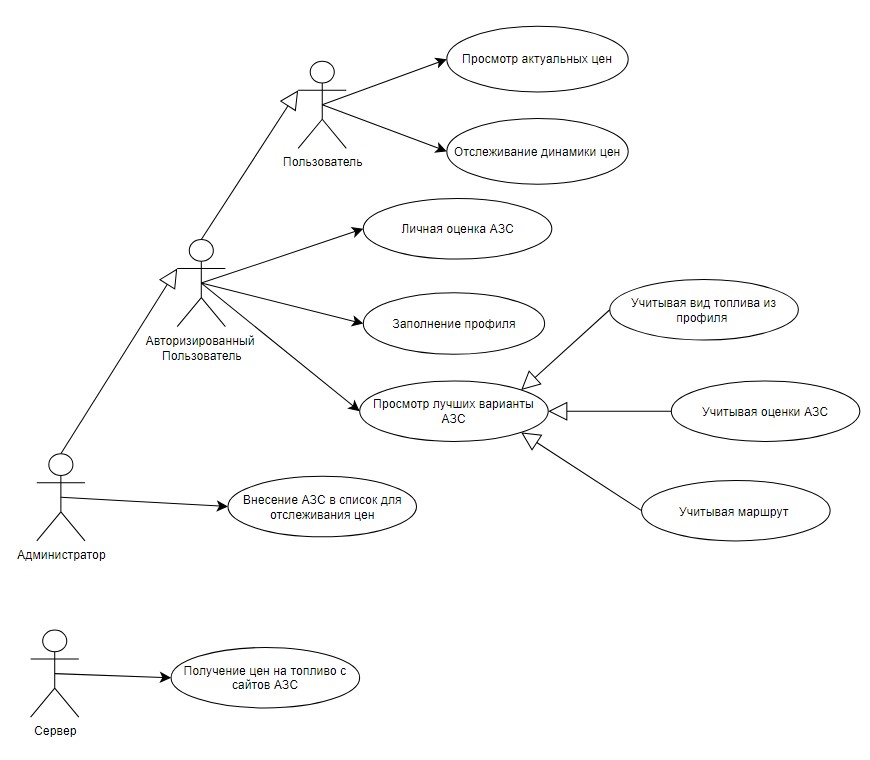 Просмотр актуальных цен
Пользователь
Отслеживание динамики цен
Личная оценка АЗС
Авторизированный
Пользователь
Заполнение профиля
Учитывая вид топлива из
профиля
Просмотр лучших варианты
АЗС
Учитывая оценки АЗС
Учитывая маршрут
Администратор
Внесение АЗС в список для
отслеживания цен
Сервер
Получение цен на топливо с
сайтов АЗС